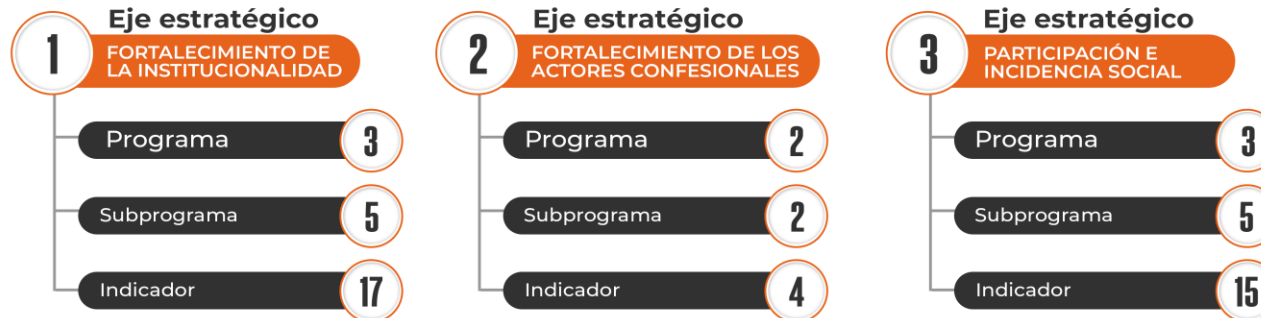 1
Eje estratégico
FORTALECIMIENTO DE
LA INSTITUCIONALIDAD
Programa 3
Subprograma 5
Indicador 17
2
Eje estratégico
FORTALECIMIENTO DE LOS
ACTORES CONFESIONALES
Programa 2
Subprograma 2
Indicador 4
3
Eje estratégico
PARTICIPACIÓN E
INCIDENCIA SOCIAL
Programa 3
Subprograma 5
Indicador 15